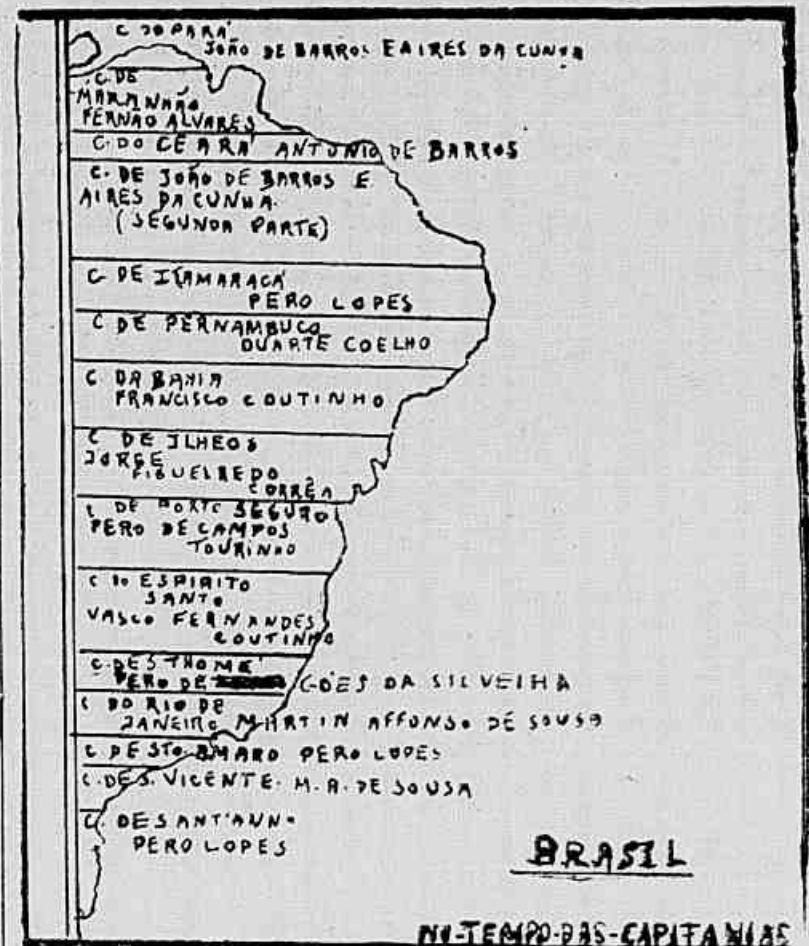 C DO PARÁ
JOÃO DE BARROS E AIRES DA CUNHA
C. DE
MARANHÃO
FERNAO ALVARES
C. DO CEARA' ANTONIO DE BARROS
C. DE JOÃO DE BARROS E
AIRES DA CUNHA.
(SEGUNDA PARTE)
C. DE ITAMARACÁ
PERO LOPES
C DE PERNAMBUCO
DUARTE COELHO
C DA BAHIA
FRANCISCO COUTINHO
C DE ILHEOS
JORGE
FIGUEIREDO
CORRÊA
C DE PORTO SEGURO
PERO DE CAMPOS
TOURINHO
C DO ESPIRITO
SANTO
VASCO FERNANDES
COUTINHO
C. DE S THOMÉ
PERO DE GÓES DA SILVEIRA
C DO RIO DE
JANEIRO MARTIN AFFONSO DE SOUSA
C DE STO AMARO PERO LOPES
C. DE S. VICENTE. M. A. DE SOUSA
C. DE SANT'ANNA
PERO LOPES
BRASIL
NO-TEMPO-DAS-CAPITANIAS